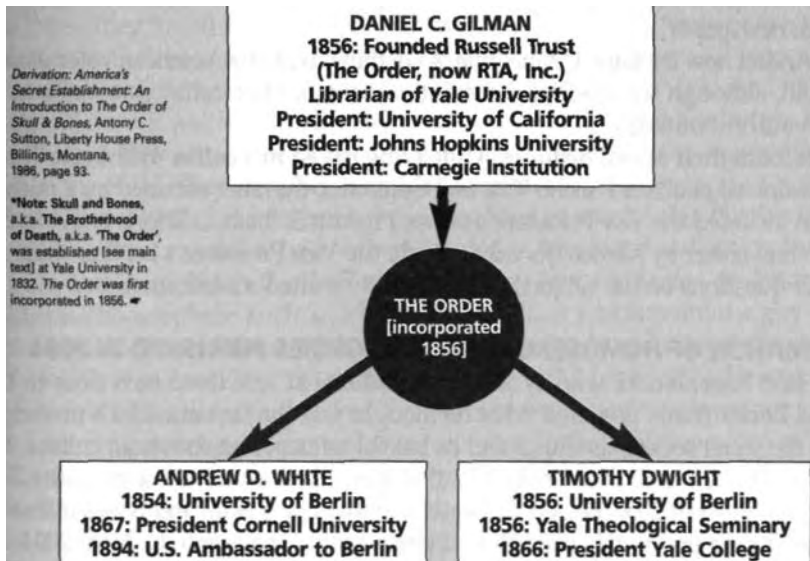 DANIEL C. GILMAN
1856: Founded Russell Trust
(The Order, now RTA, Inc.)
Librarian of Yale University
President: University of California
President: Johns Hopkins University
President: Carnegie Institution
Derivation: America's
Secret Establishment: An
Introduction to The Order of
Skull & Bones, Antony C.
Sutton, Liberty House Press,
Billings, Montana,
1986, page 93.
*Note: Skull and Bones,
a.k.a. The Brotherhood
of Death, a.k.a. 'The Order',
was established [see main
text] at Yale University in
1832. The Order was first
incorporated in 1856.
THE ORDER
[incorporated
1856]
ANDREW D. WHITE
1854: University of Berlin
1867: President Cornell University
1894: U.S. Ambassador to Berlin
TIMOTHY DWIGHT
1856: University of Berlin
1856: Yale Theological Seminary
1866: President Yale College